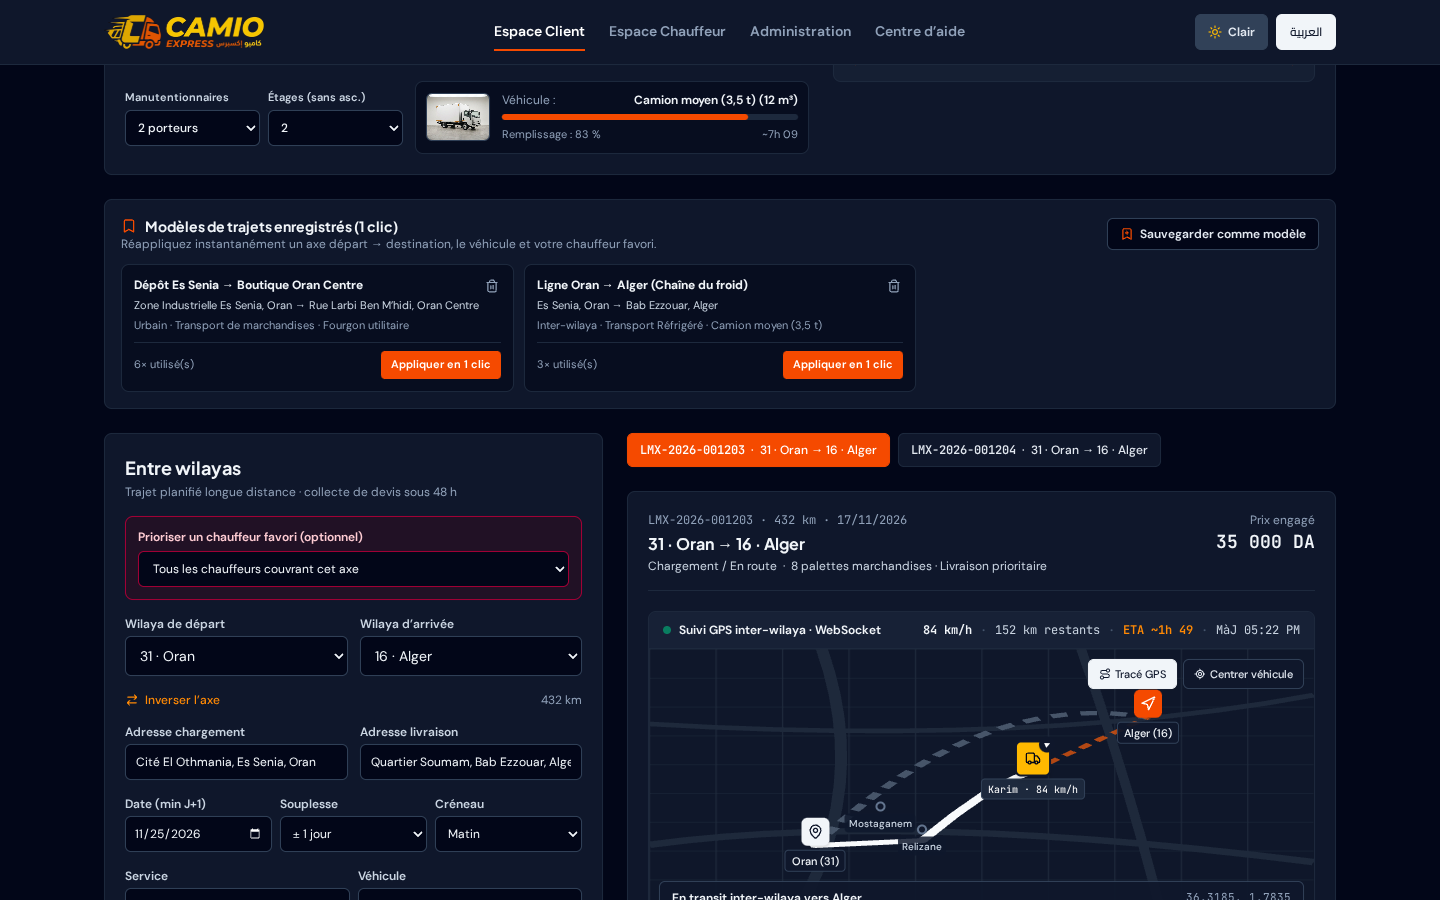 CAMIO
EXPRESS كاميو إكسبريس
Espace Client
Espace Chauffeur
Administration
Centre d’aide
Clair
العربية
Manutentionnaires
Étages (sans asc.)
2 porteurs
2
Véhicule :
Camion moyen (3,5 t) (12 m³)
Remplissage : 83 %
~7h 09
Modèles de trajets enregistrés (1 clic)
Réappliquez instantanément un axe départ → destination, le véhicule et votre chauffeur favori.
Sauvegarder comme modèle
Dépôt Es Senia → Boutique Oran Centre
Zone Industrielle Es Senia, Oran → Rue Larbi Ben M’hidi, Oran Centre
Urbain · Transport de marchandises · Fourgon utilitaire
6× utilisé(s)
Appliquer en 1 clic
Ligne Oran → Alger (Chaîne du froid)
Es Senia, Oran → Bab Ezzouar, Alger
Inter-wilaya · Transport Réfrigéré · Camion moyen (3,5 t)
3× utilisé(s)
Appliquer en 1 clic
Entre wilayas
Trajet planifié longue distance · collecte de devis sous 48 h
Prioriser un chauffeur favori (optionnel)
Tous les chauffeurs couvrant cet axe
Wilaya de départ
Wilaya d’arrivée
31 · Oran
16 · Alger
Inverser l’axe
432 km
Adresse chargement
Adresse livraison
Cité El Othmania, Es Senia, Oran
Quartier Soumam, Bab Ezzouar, Alge
Date (min J+1)
Souplesse
Créneau
11/25/2026
± 1 jour
Matin
Service
Véhicule
LMX-2026-001203 · 31 · Oran → 16 · Alger
LMX-2026-001204 · 31 · Oran → 16 · Alger
LMX-2026-001203 · 432 km · 17/11/2026
31 · Oran → 16 · Alger
Chargement / En route · 8 palettes marchandises · Livraison prioritaire
Prix engagé
35 000 DA
Suivi GPS inter-wilaya · WebSocket
84 km/h · 152 km restants · ETA ~1h 49 · MàJ 05:22 PM
Tracé GPS
Centrer véhicule
Alger (16)
Karim · 84 km/h
Mostaganem
Relizane
Oran (31)
En transit inter-wilaya vers Alger
36.3185, 1.7835